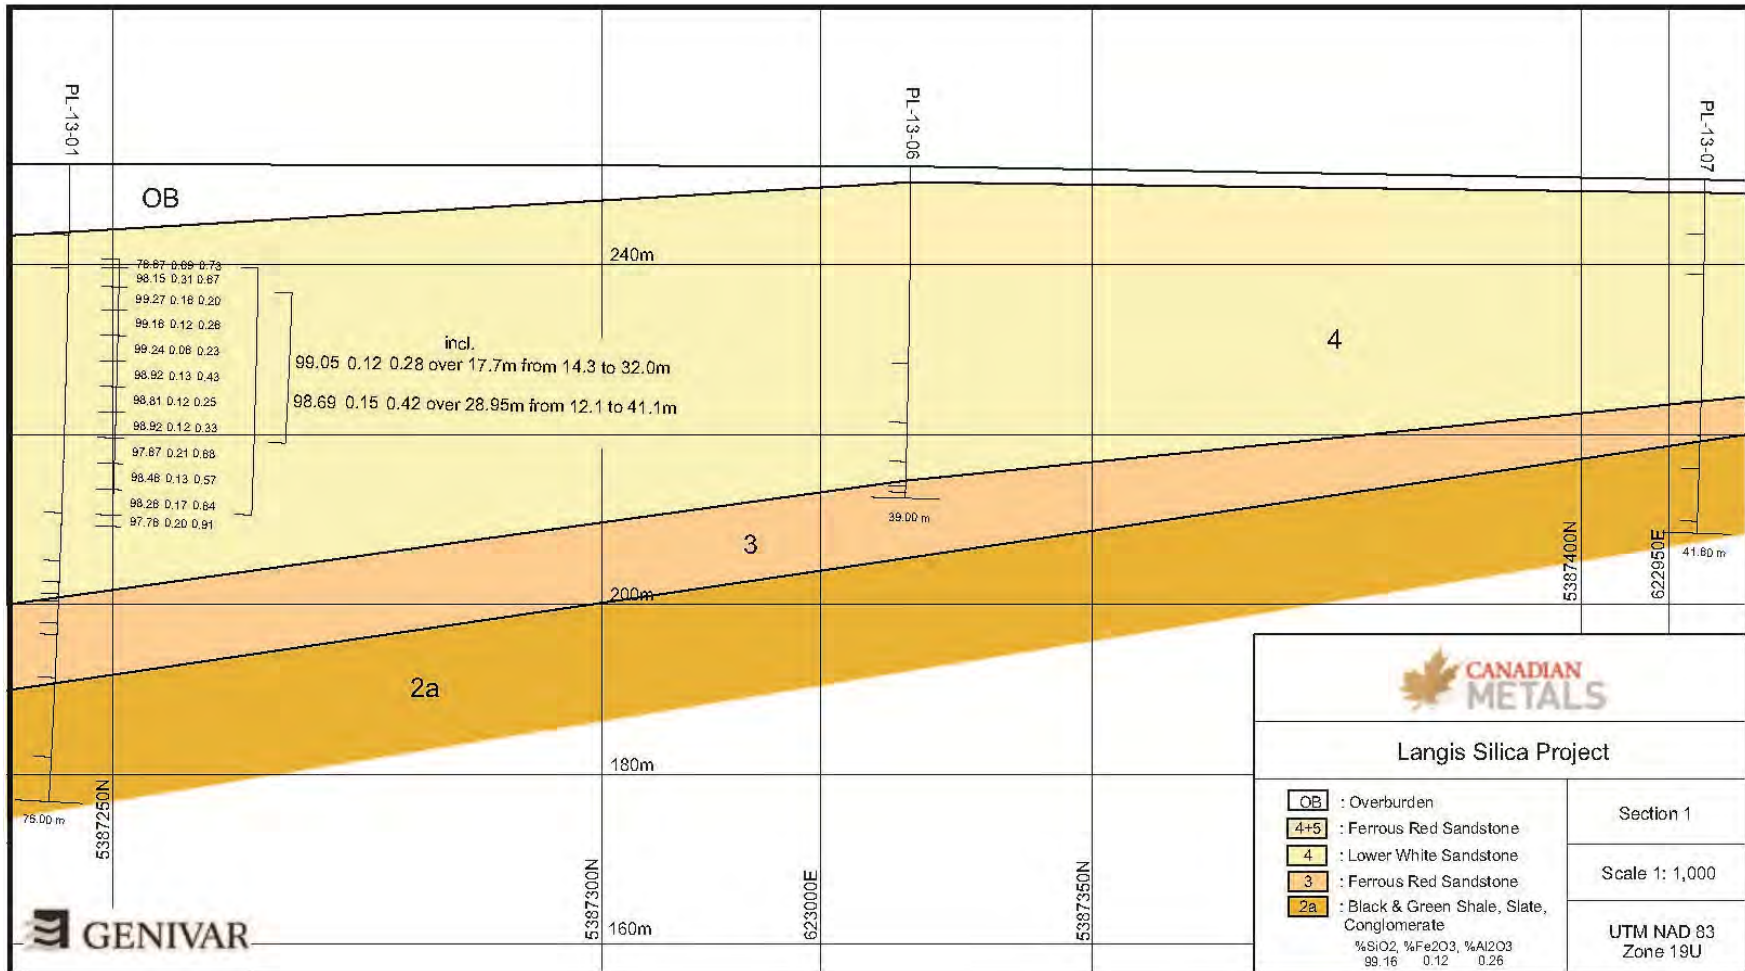 PL-13-01
PL-13-06
PL-13-07
OB
240m
78.87 0.89 0.73
98.15 0.31 0.67
99.27 0.18 0.20
99.16 0.12 0.26
99.24 0.08 0.23
98.92 0.13 0.43
98.81 0.12 0.25
98.92 0.12 0.33
97.87 0.21 0.88
98.48 0.13 0.57
98.28 0.17 0.84
97.78 0.20 0.91
incl.
99.05 0.12 0.28 over 17.7m from 14.3 to 32.0m
98.69 0.15 0.42 over 28.95m from 12.1 to 41.1m
4
3
39.00 m
200m
2a
5387400N
622950E
41.80 m
180m
75.00 m
5387250N
5387300N
623000E
5387350N
160m
GENIVAR
CANADIAN
METALS
Langis Silica Project
OB : Overburden
4+5 : Ferrous Red Sandstone
4 : Lower White Sandstone
3 : Ferrous Red Sandstone
2a : Black & Green Shale, Slate,
Conglomerate
%SiO2, %Fe2O3, %Al2O3
99.16 0.12 0.26
Section 1
Scale 1: 1,000
UTM NAD 83
Zone 19U